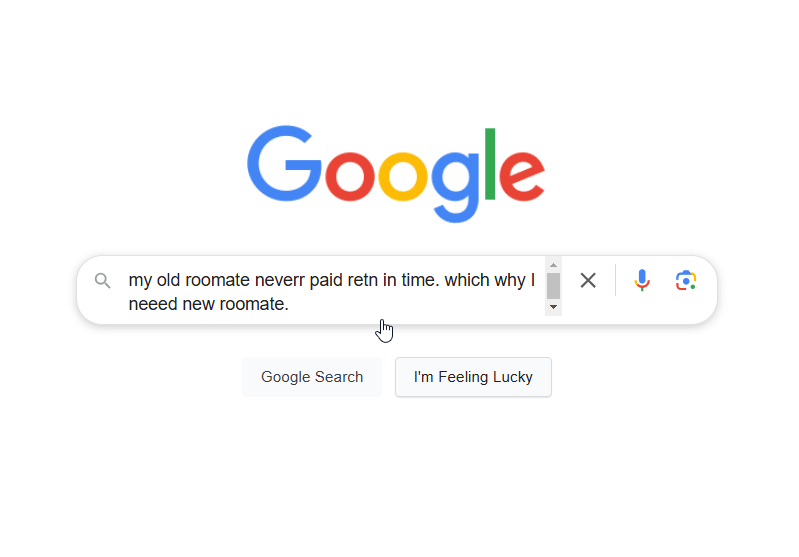 Google
my old roomate neverr paid retn in time. which why I
neeed new roomate.
Google Search
I'm Feeling Lucky